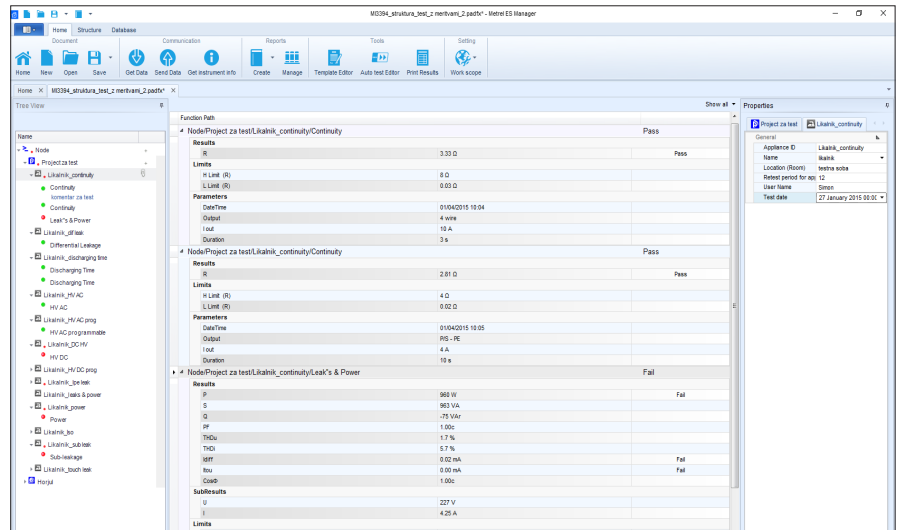 MI3394_struktura_test_z meritvami_2.padfx* - Metrel ES Manager
Home Structure Database
Document Communication Reports Tools Setting
Home New Open Save Get Data Send Data Get instrument info Create Manage Template Editor Auto test Editor Print Results Work scope
Home X MI3394_struktura_test_z meritvami_2.padfx* X
Tree View
Name
Node
Project za test
Likalnik_continuity
Continuity
komentar za test
Continuity
Leak"s & Power
Likalnik_dif leak
Differential Leakage
Likalnik_discharging time
Discharging Time
Discharging Time
Likalnik_HV AC
HV AC
Likalnik_HV AC prog
HV AC programmable
Likalnik_DC HV
HV DC
Likalnik_HV DC prog
Likalnik_Ipe leak
Likalnik_leaks & power
Likalnik_power
Power
Likalnik_Iso
Likalnik_sub leak
Sub-leakage
Likalnik_touch leak
Horjul
Show all
Function Path
Node/Project za test/Likalnik_continuity/Continuity Pass
Results
R 3.33 Ω Pass
Limits
H Limit (R) 8 Ω
L Limit (R) 0.03 Ω
Parameters
DateTime 01/04/2015 10:04
Output 4 wire
I out 10 A
Duration 3 s
Node/Project za test/Likalnik_continuity/Continuity Pass
Results
R 2.81 Ω Pass
Limits
H Limit (R) 4 Ω
L Limit (R) 0.02 Ω
Parameters
DateTime 01/04/2015 10:05
Output P/S - PE
I out 4 A
Duration 10 s
Node/Project za test/Likalnik_continuity/Leak"s & Power Fail
Results
P 960 W Fail
S 963 VA
Q -75 VAr
Pf 1.00c
THDu 1.7 %
THDi 5.7 %
Idiff 0.02 mA Fail
Itou 0.00 mA Fail
CosΦ 1.00c
SubResults
U 227 V
I 4.25 A
Limits
Properties
Project za test Likalnik_continuity
General
Appliance ID Likalnik_continuity
Name likalnik
Location (Room) testna soba
Retest period for app 12
User Name Simon
Test date 27 January 2015 00:00